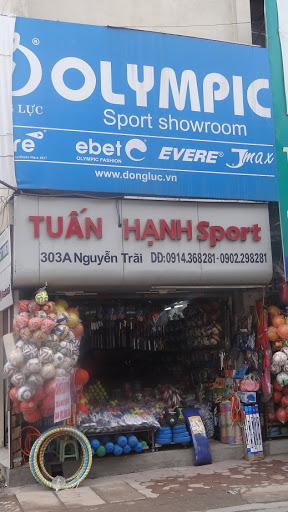 OLYMPIC
LỰC
Sport showroom
re ebet EVERE Jmax
OLYMPIC FASHION
www.dongluc.vn
TUẤN HẠNH Sport
303A Nguyễn Trãi DĐ:0914.368281-0902.298281